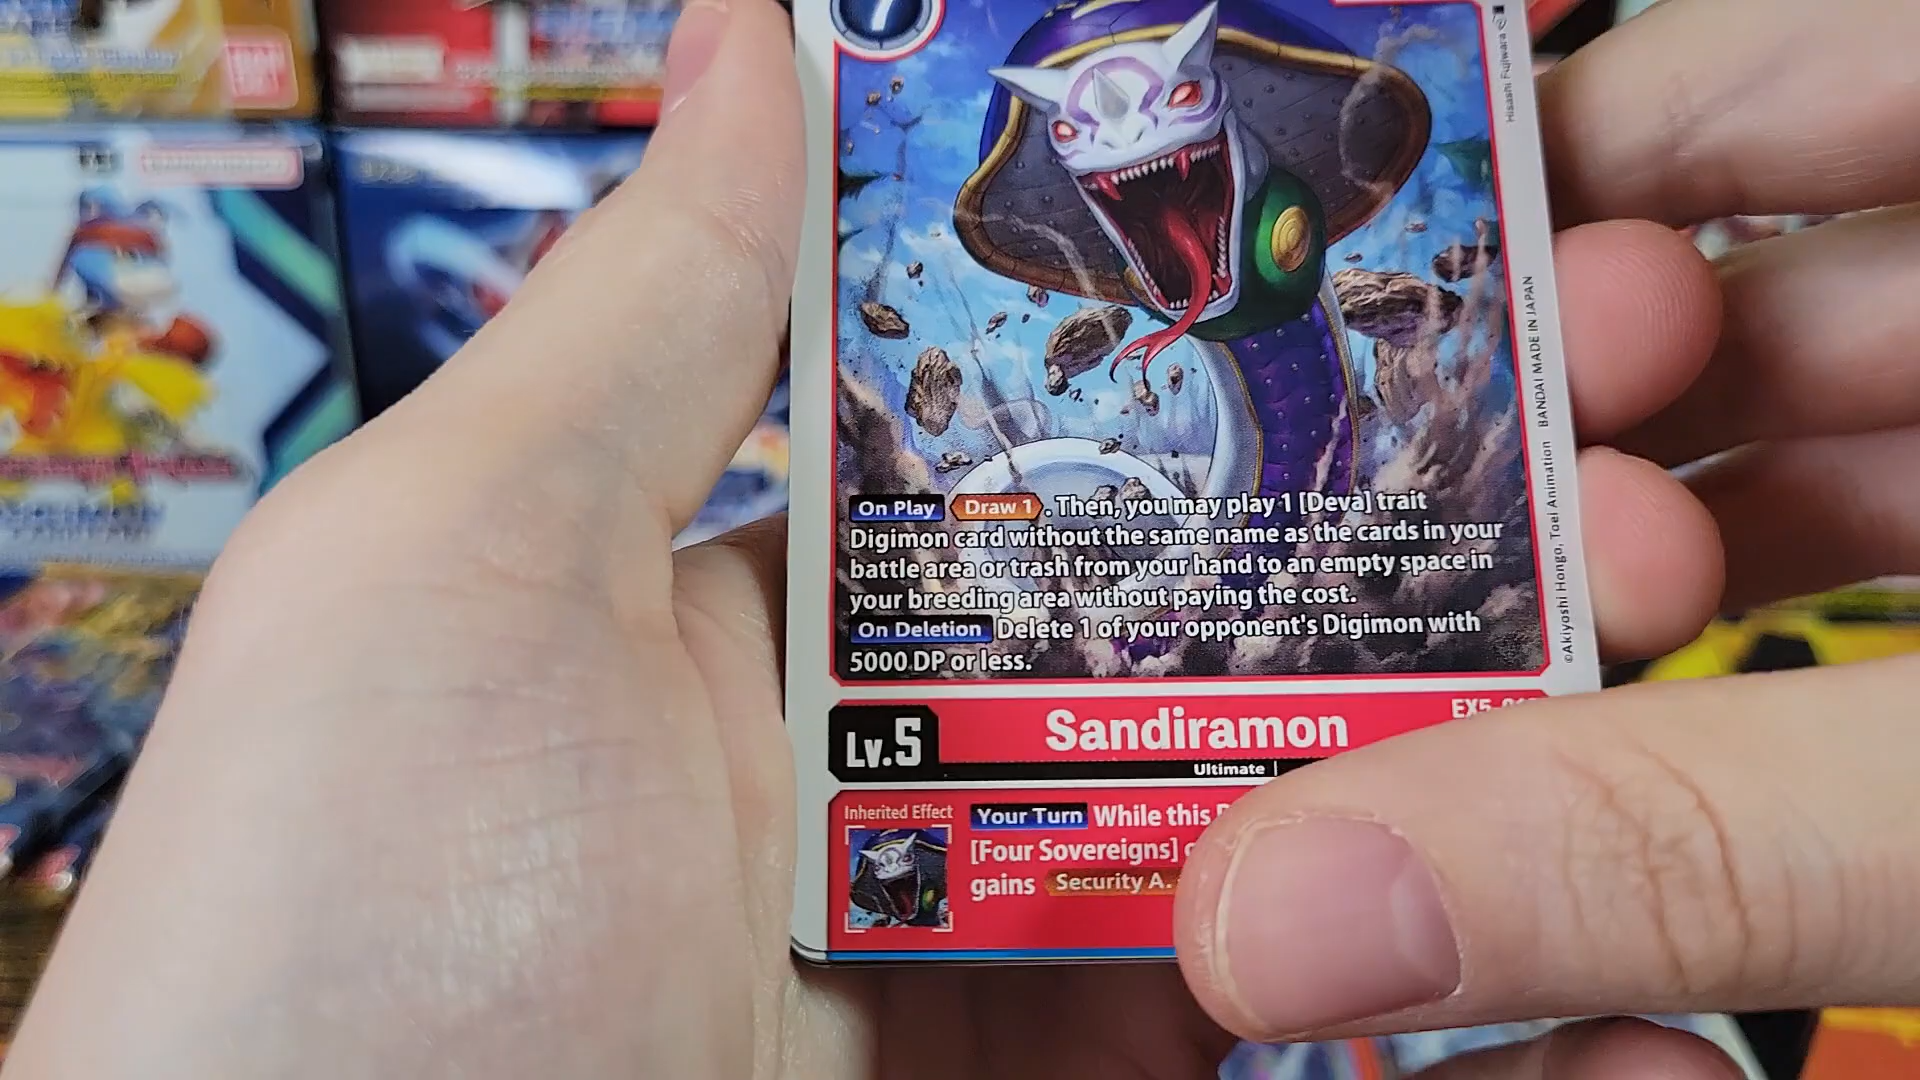 7
Hisashi Fujiwara
On Play Draw 1. Then, you may play 1 [Deva] trait
Digimon card without the same name as the cards in your
battle area or trash from your hand to an empty space in
your breeding area without paying the cost.
On Deletion Delete 1 of your opponent's Digimon with
5000 DP or less.
©Akiyoshi Hongo, Toei Animation BANDAI MADE IN JAPAN
EX5
Lv.5 Sandiramon
Ultimate |
Inherited Effect
Your Turn While this
[Four Sovereigns]
gains Security A.